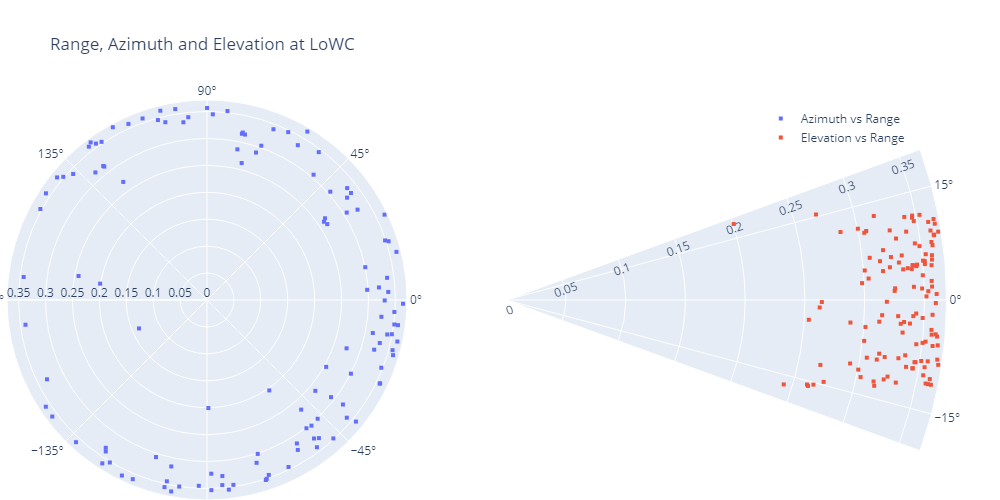 Range, Azimuth and Elevation at LoWC
90°
135°
45°
0.35 0.3 0.25 0.2 0.15 0.1 0.05 0
0°
−135°
−45°
Azimuth vs Range
Elevation vs Range
0 0.05 0.1 0.15 0.2 0.25 0.3 0.35
15°
0°
−15°